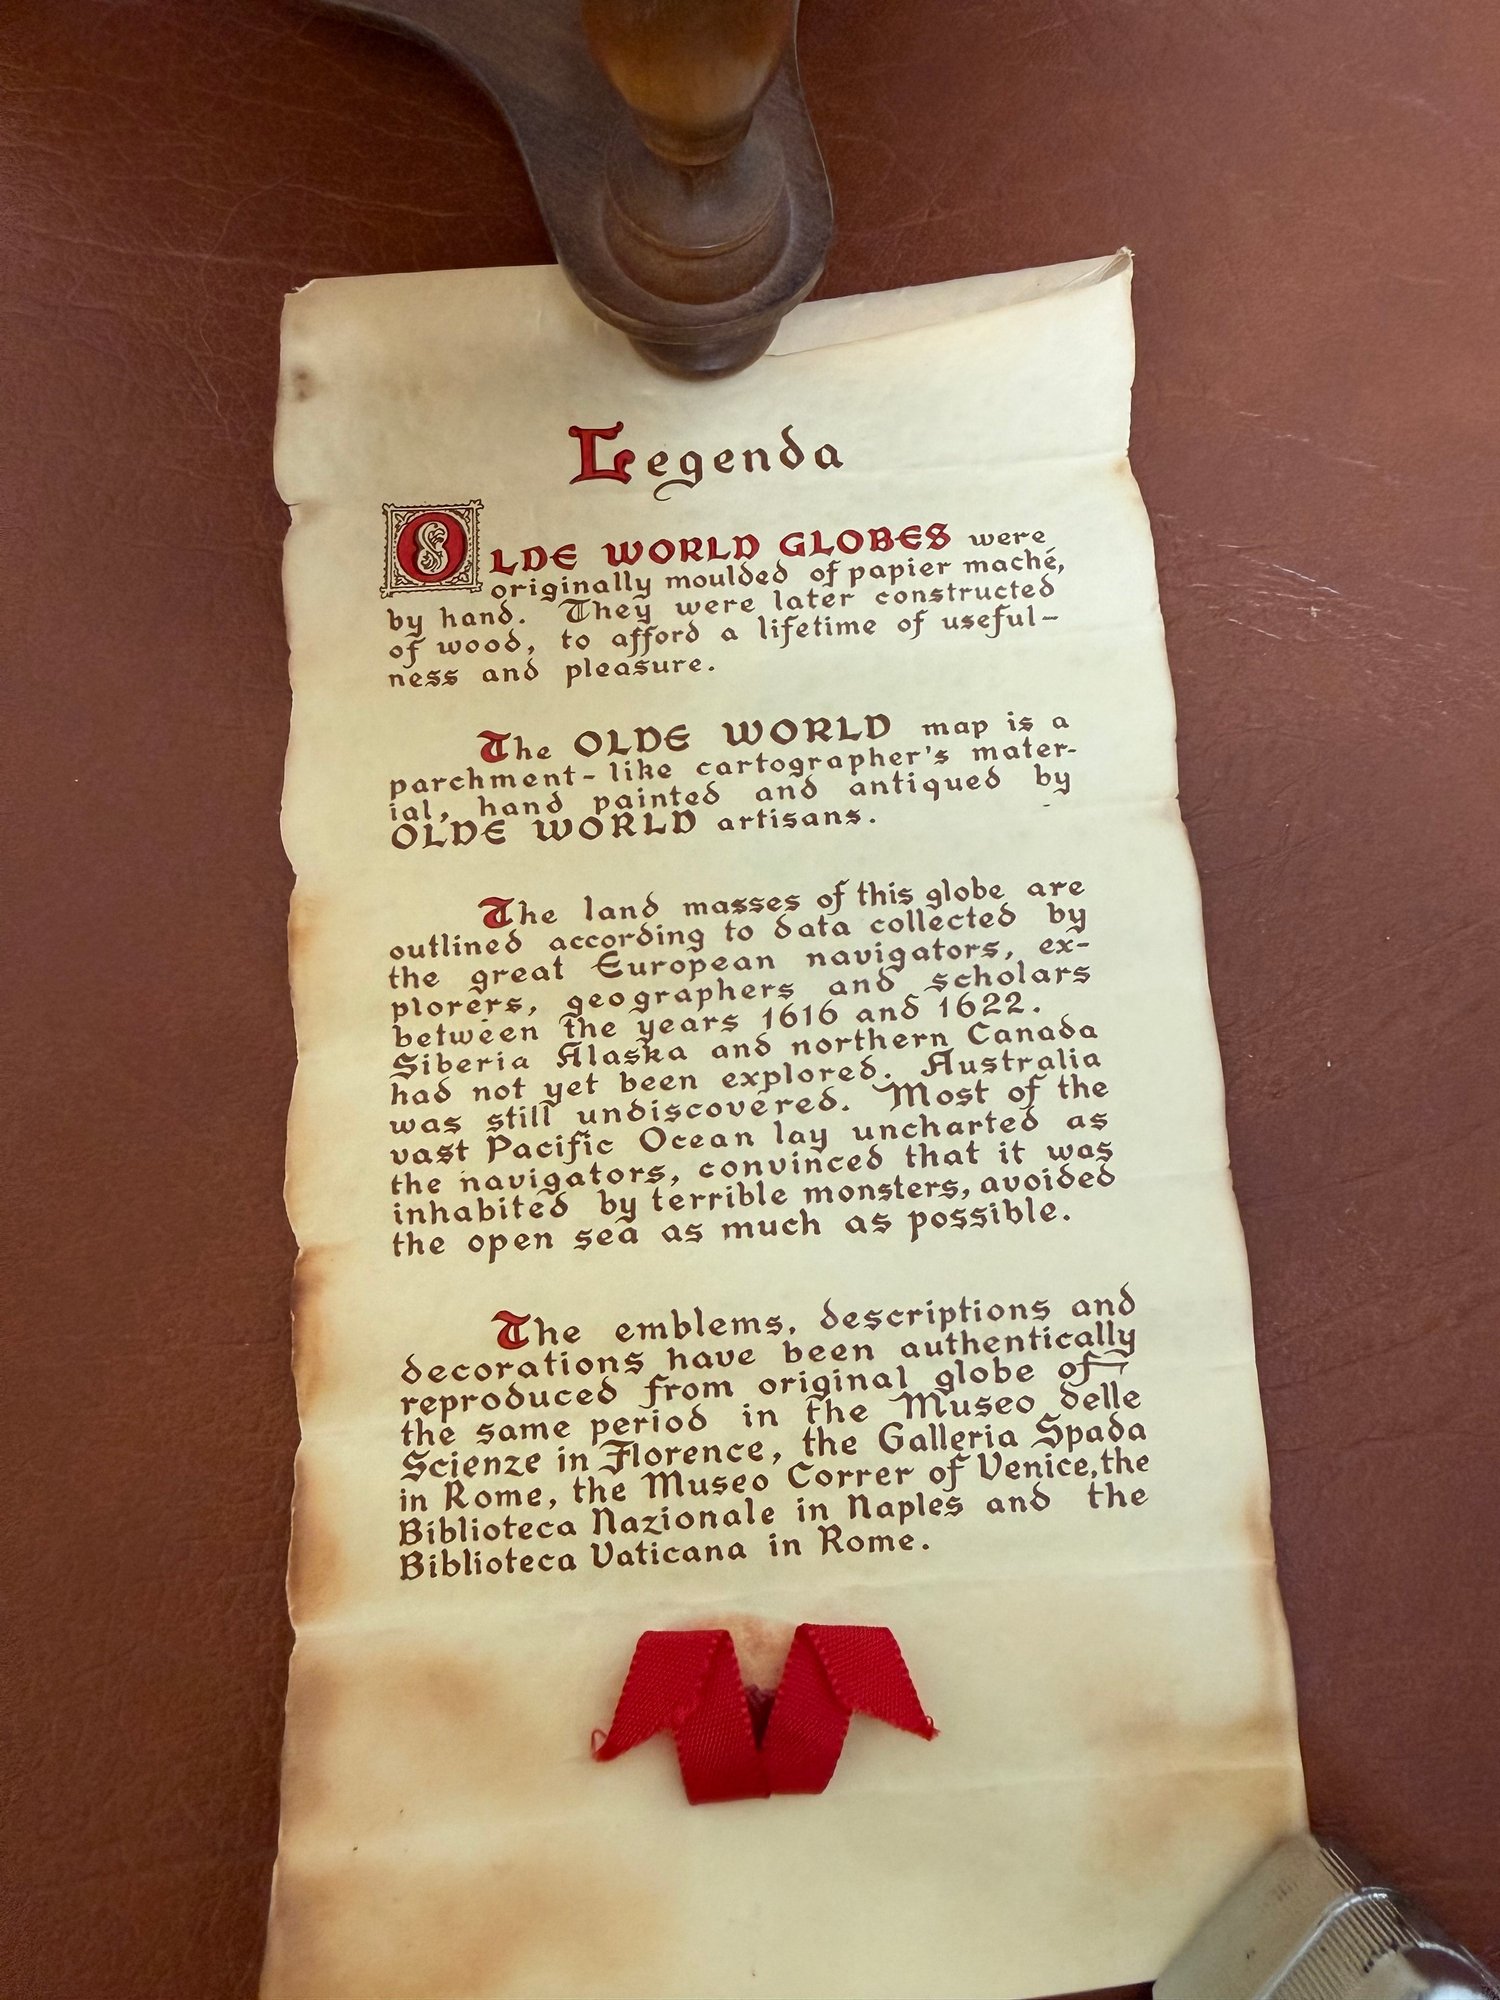 Legenda
OLDE WORLD GLOBES were
originally moulded of papier maché,
by hand. They were later constructed
of wood, to afford a lifetime of useful-
ness and pleasure.
The OLDE WORLD map is a
parchment-like cartographer's mater-
ial, hand painted and antiqued by
OLDE WORLD artisans.
The land masses of this globe are
outlined according to data collected by
the great European navigators, ex-
plorers, geographers and scholars
between the years 1616 and 1622.
Siberia Alaska and northern Canada
had not yet been explored. Australia
was still undiscovered. Most of the
vast Pacific Ocean lay uncharted as
the navigators, convinced that it was
inhabited by terrible monsters, avoided
the open sea as much as possible.
The emblems, descriptions and
decorations have been authentically
reproduced from original globe of
the same period in the Museo delle
Scienze in Florence, the Galleria Spada
in Rome, the Museo Correr of Venice, the
Biblioteca Nazionale in Naples and the
Biblioteca Vaticana in Rome.